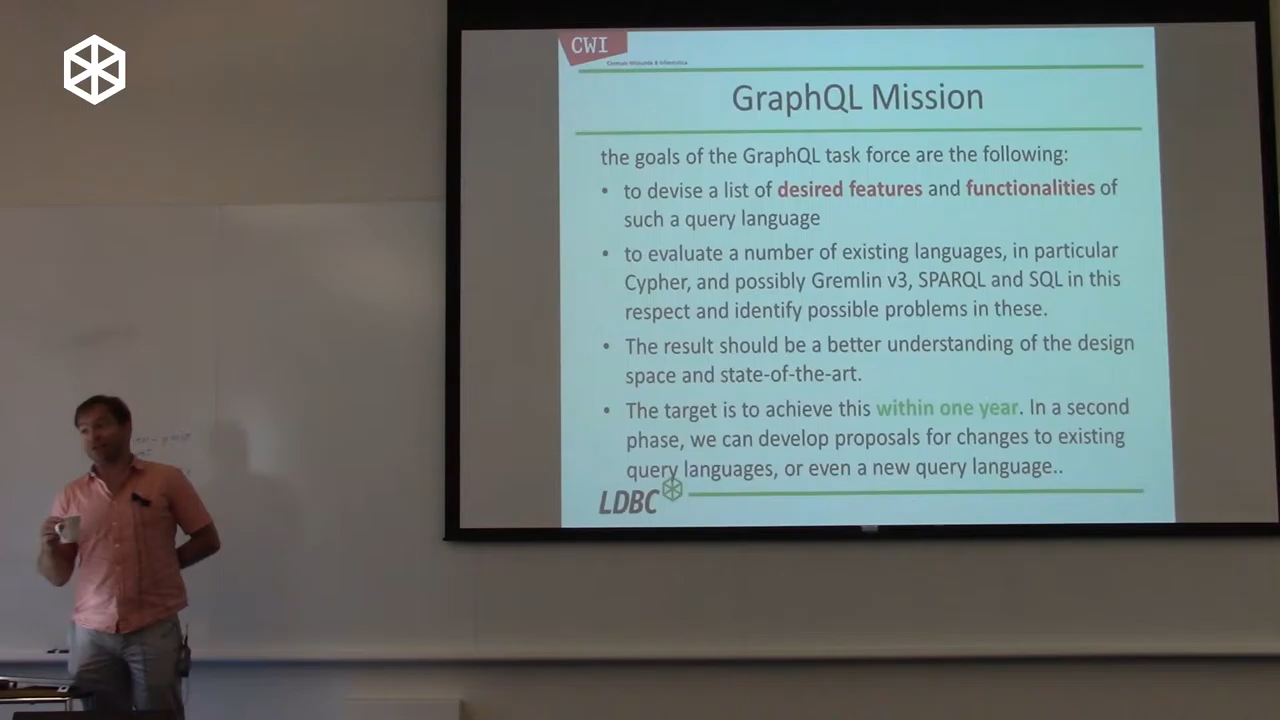 CWI
Centrum Wiskunde & Informatica
GraphQL Mission
the goals of the GraphQL task force are the following:
• to devise a list of desired features and functionalities of
such a query language
• to evaluate a number of existing languages, in particular
Cypher, and possibly Gremlin v3, SPARQL and SQL in this
respect and identify possible problems in these.
• The result should be a better understanding of the design
space and state-of-the-art.
• The target is to achieve this within one year. In a second
phase, we can develop proposals for changes to existing
query languages, or even a new query language..
LDBC